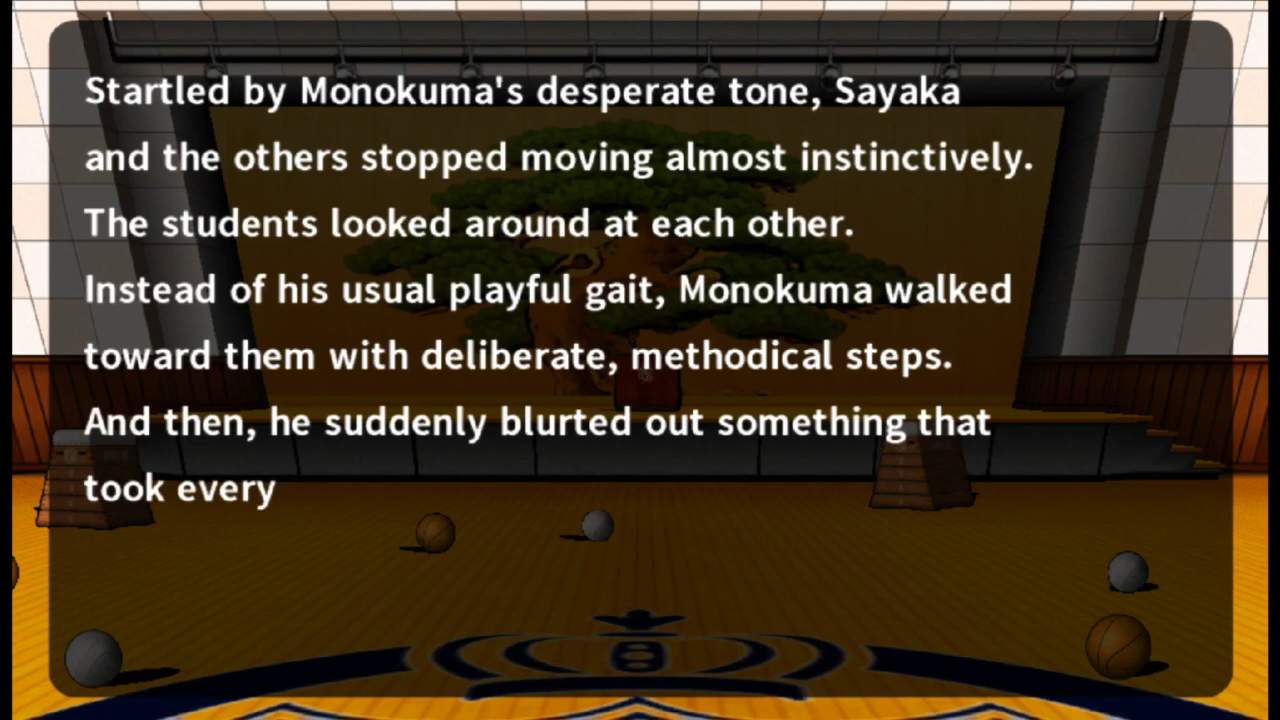 Startled by Monokuma's desperate tone, Sayaka
and the others stopped moving almost instinctively.
The students looked around at each other.
Instead of his usual playful gait, Monokuma walked
toward them with deliberate, methodical steps.
And then, he suddenly blurted out something that
took every